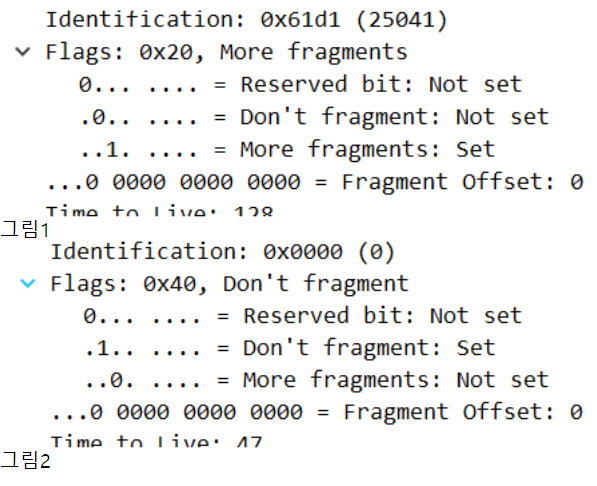 Identification: 0x61d1 (25041)
Flags: 0x20, More fragments
0... .... = Reserved bit: Not set
.0.. .... = Don't fragment: Not set
..1. .... = More fragments: Set
...0 0000 0000 0000 = Fragment Offset: 0
Time to Live: 128
그림1
Identification: 0x0000 (0)
Flags: 0x40, Don't fragment
0... .... = Reserved bit: Not set
.1.. .... = Don't fragment: Set
..0. .... = More fragments: Not set
...0 0000 0000 0000 = Fragment Offset: 0
Time to Live: 47
그림2